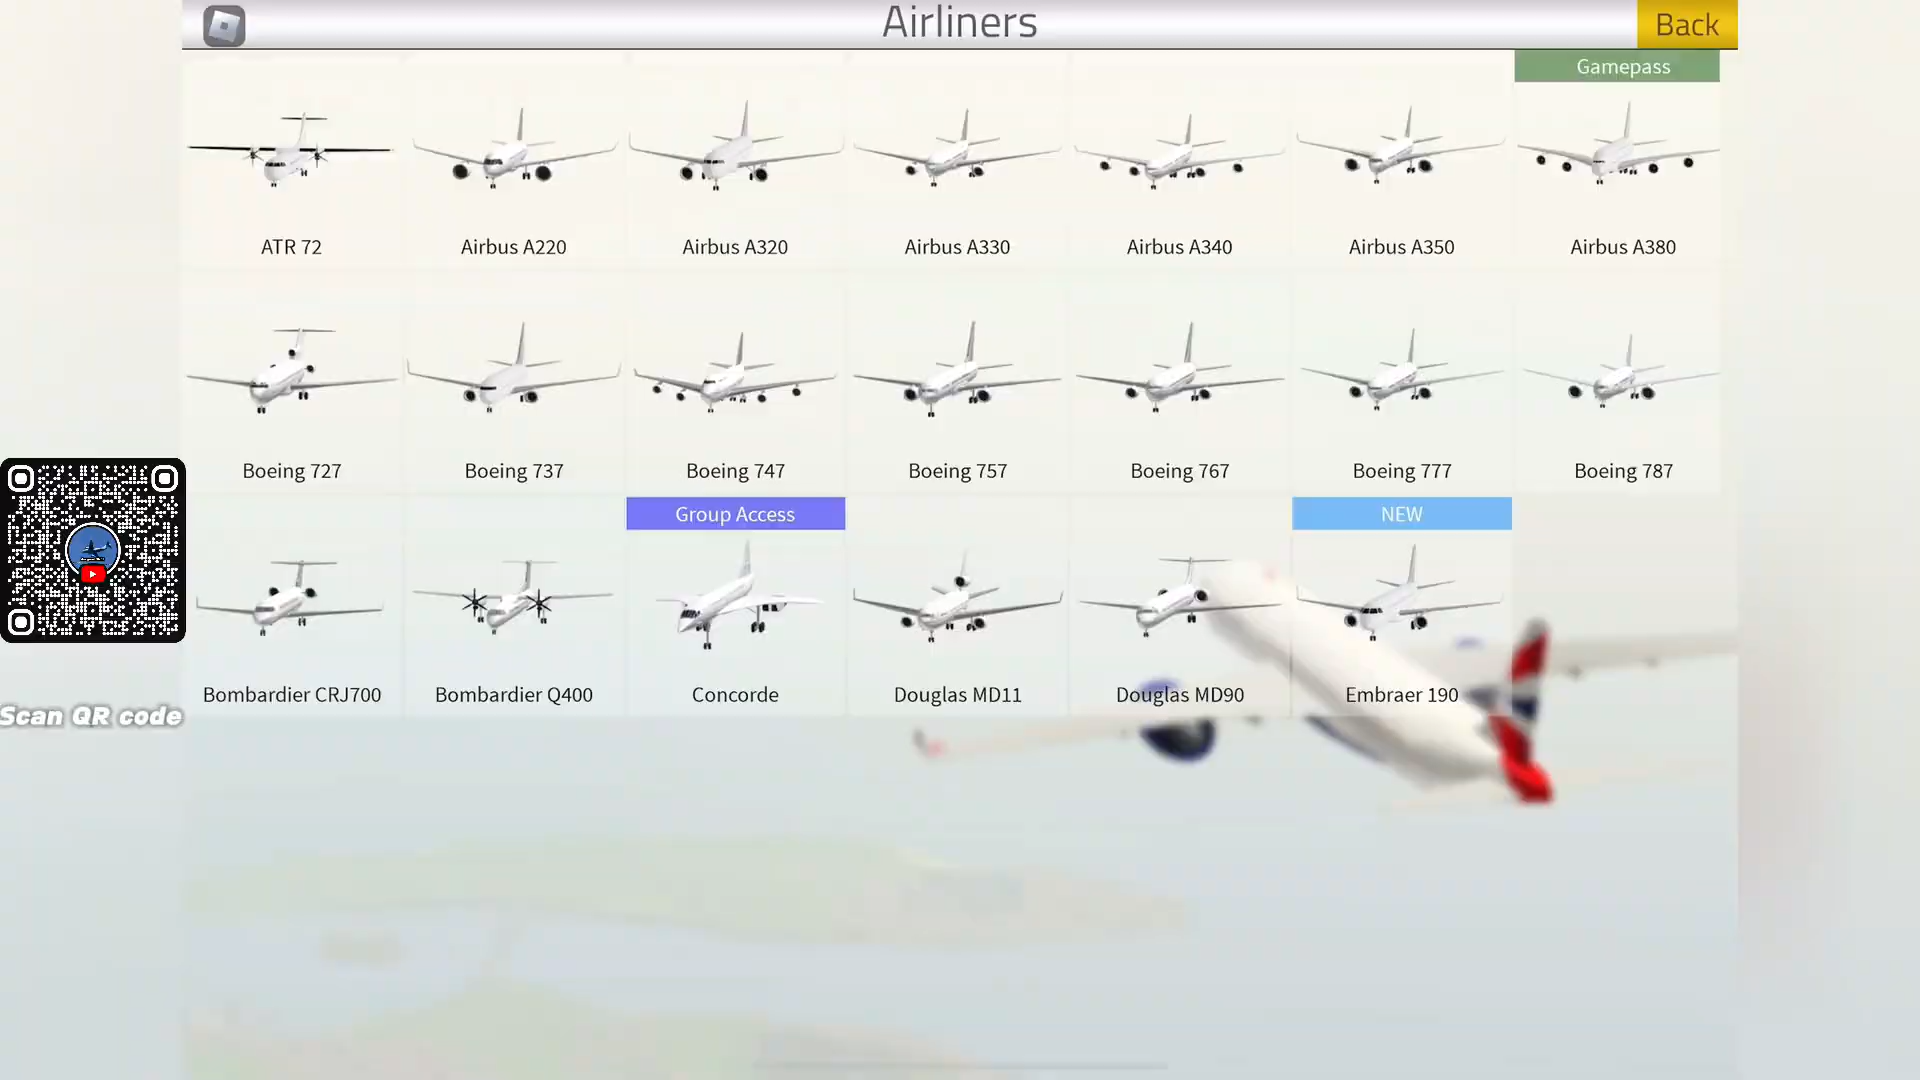 Airliners
Back
Gamepass
ATR 72
Airbus A220
Airbus A320
Airbus A330
Airbus A340
Airbus A350
Airbus A380
Boeing 727
Boeing 737
Boeing 747
Boeing 757
Boeing 767
Boeing 777
Boeing 787
Group Access
NEW
Bombardier CRJ700
Bombardier Q400
Concorde
Douglas MD11
Douglas MD90
Embraer 190
Scan QR code